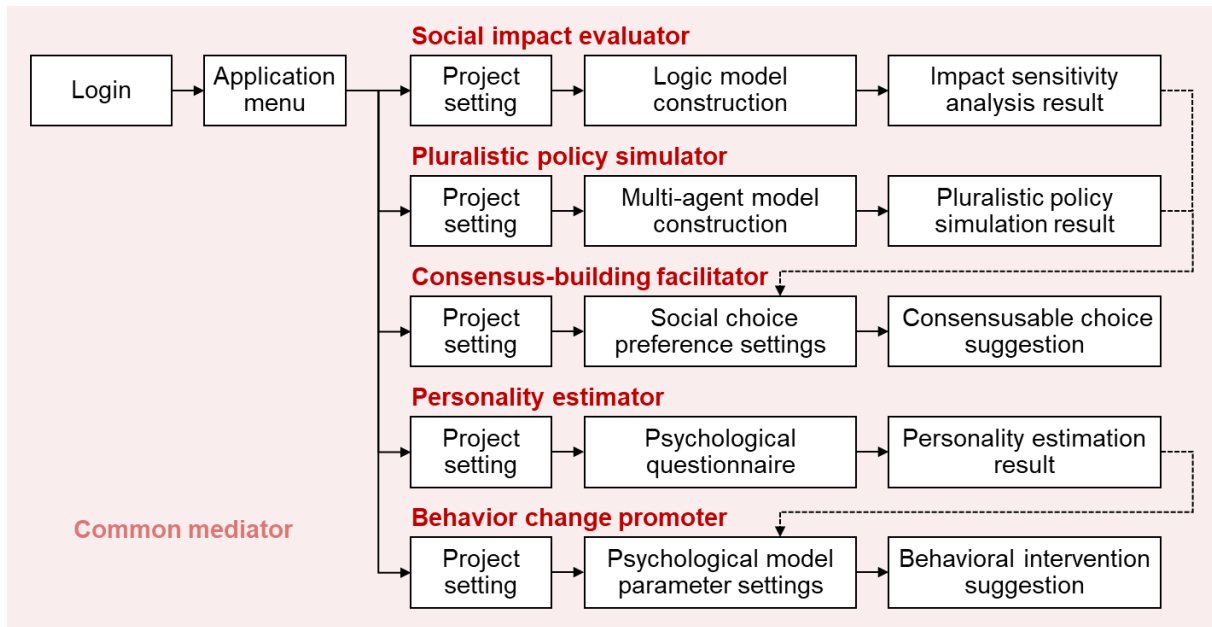 Social impact evaluator
Login
Application
menu
Project
setting
Logic model
construction
Impact sensitivity
analysis result
Pluralistic policy simulator
Project
setting
Multi-agent model
construction
Pluralistic policy
simulation result
Consensus-building facilitator
Project
setting
Social choice
preference settings
Consensusable choice
suggestion
Personality estimator
Project
setting
Psychological
questionnaire
Personality estimation
result
Common mediator
Behavior change promoter
Project
setting
Psychological model
parameter settings
Behavioral intervention
suggestion